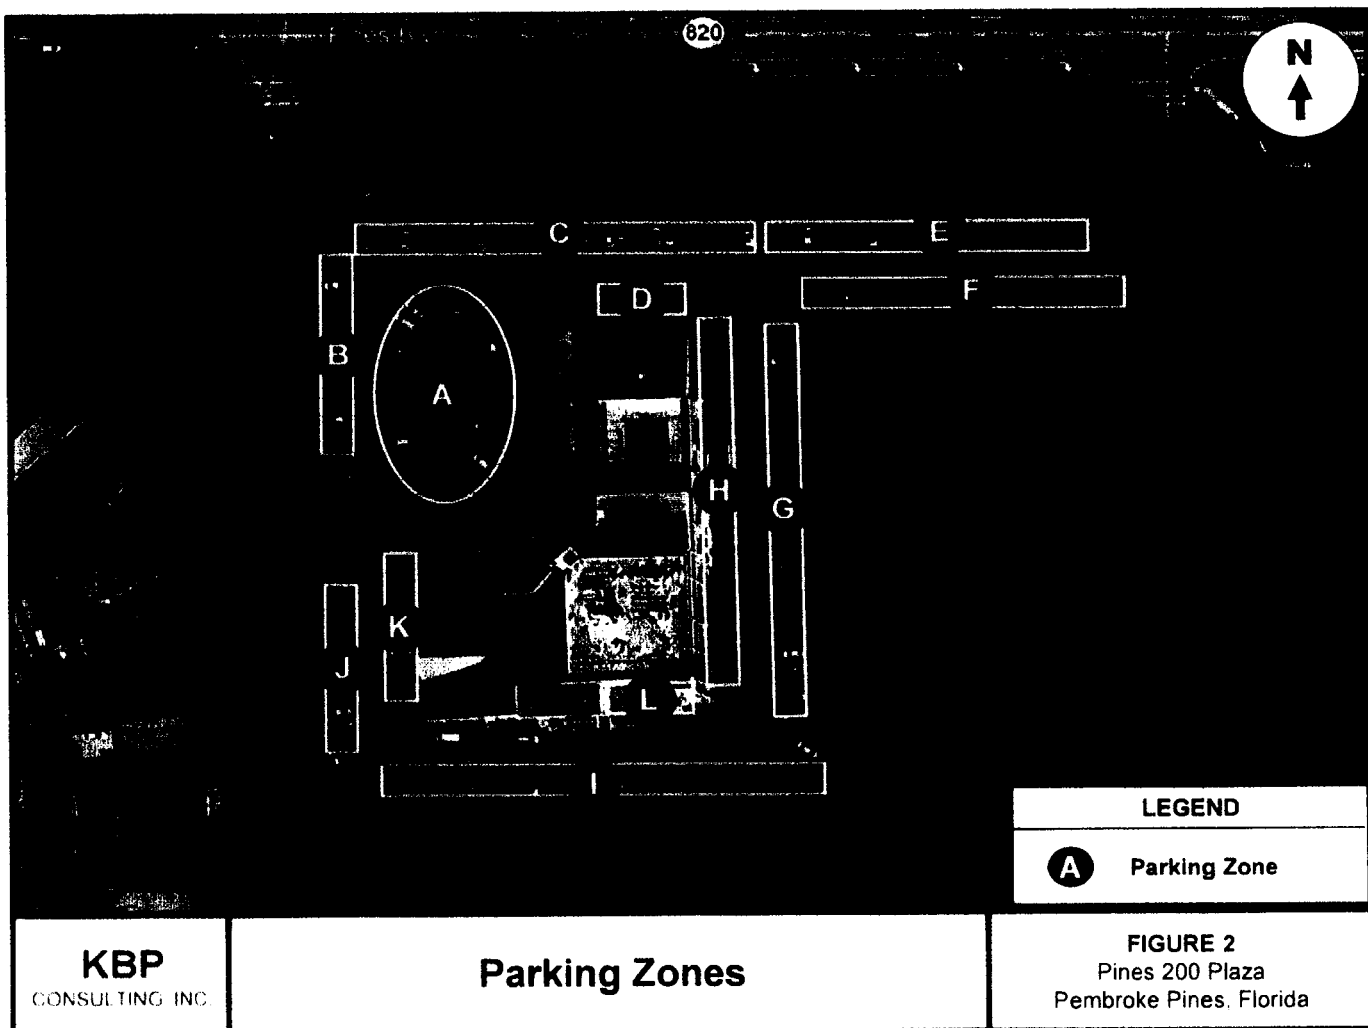 820
N
C
E
D
F
B
A
H
G
K
J
L
I
LEGEND
A Parking Zone
KBP
CONSULTING INC.
Parking Zones
FIGURE 2
Pines 200 Plaza
Pembroke Pines, Florida